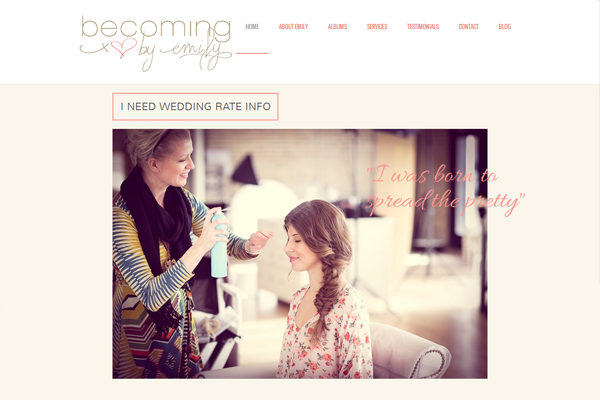 becoming
x by emily
HOME ABOUT EMILY ALBUMS SERVICES TESTIMONIALS CONTACT BLOG
I NEED WEDDING RATE INFO
"I was born to
spread the pretty"